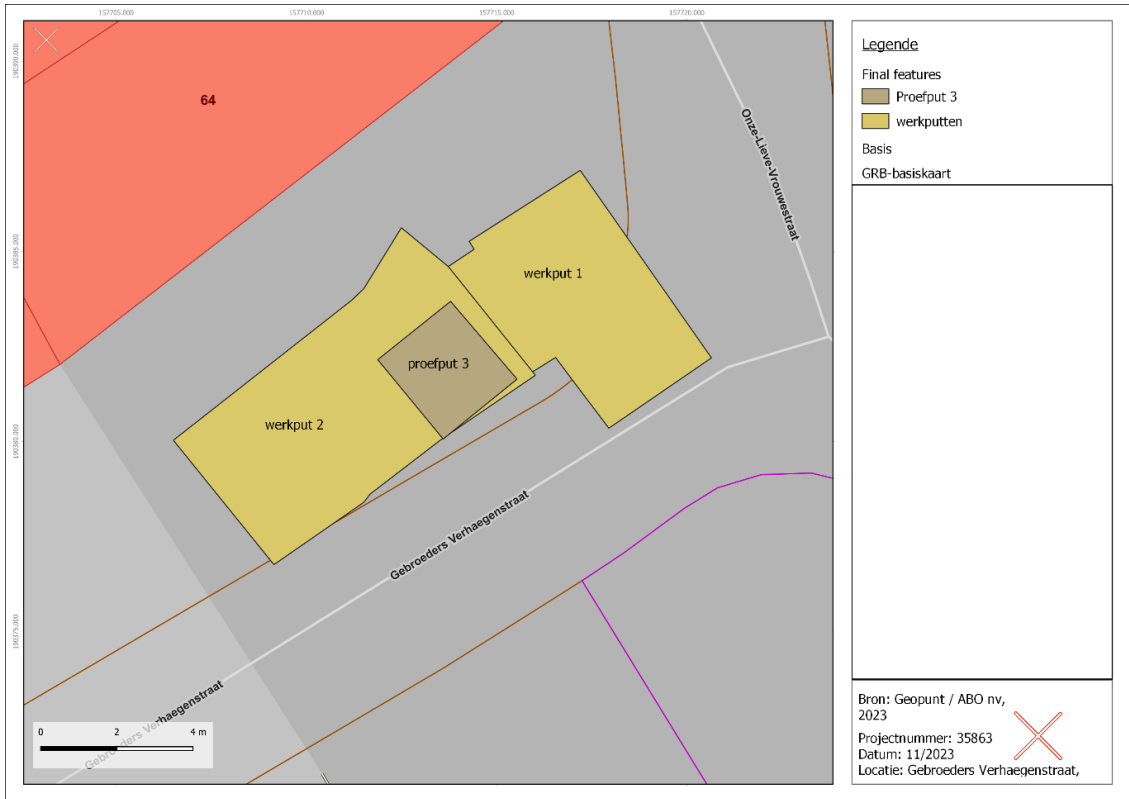 157705.000
157710.000
157715.000
157720.000
190390.000
190385.000
190380.000
190375.000
64
Onze-Lieve-Vrouwestraat
werkput 1
proefput 3
werkput 2
Gebroeders Verhaegenstraat
Gebroeders Verhaegenstraat
0 2 4 m
Legende
Final features
Proefput 3
werkputten
Basis
GRB-basiskaart
Bron: Geopunt / ABO nv,
2023
Projectnummer: 35863
Datum: 11/2023
Locatie: Gebroeders Verhaegenstraat,